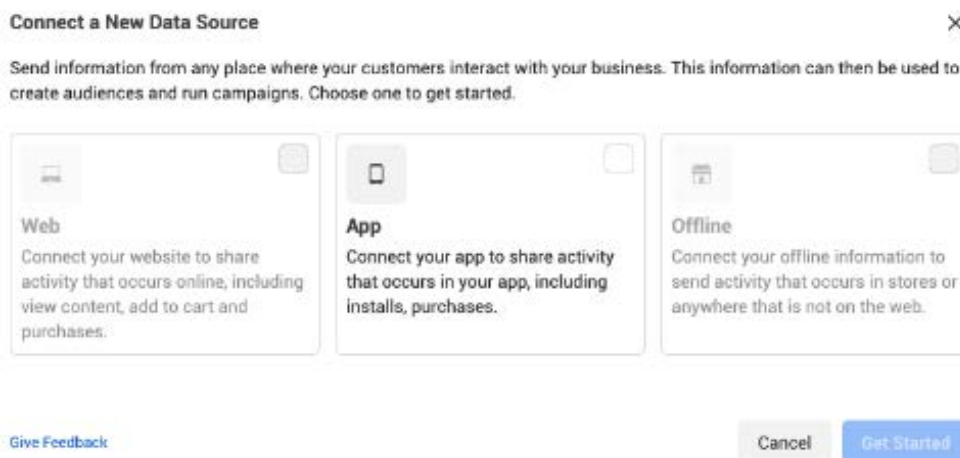 Connect a New Data Source
Send information from any place where your customers interact with your business. This information can then be used to
create audiences and run campaigns. Choose one to get started.
Web
Connect your website to share
activity that occurs online, including
view content, add to cart and
purchases.
App
Connect your app to share activity
that occurs in your app, including
installs, purchases.
Offline
Connect your offline information to
send activity that occurs in stores or
anywhere that is not on the web.
Give Feedback
Cancel
Get Started